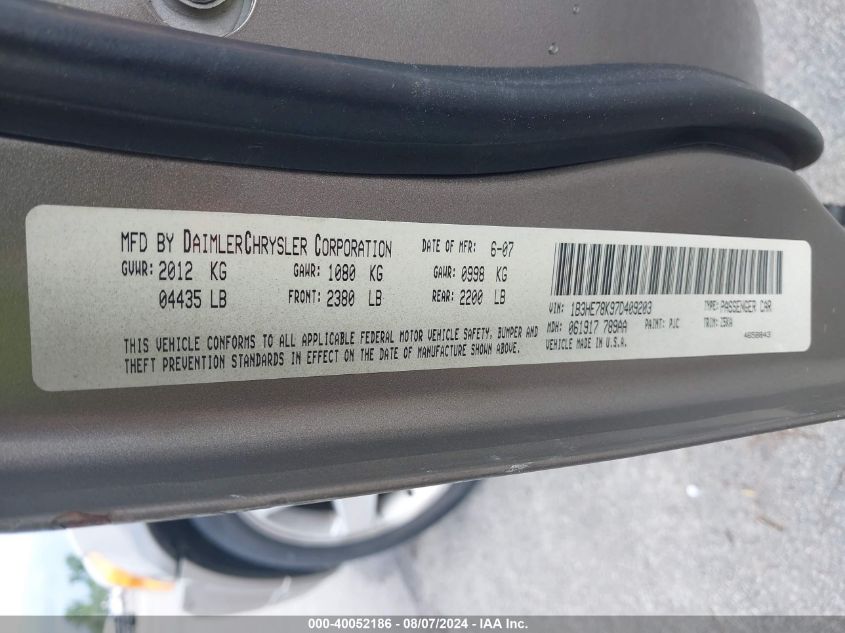 MFD BY DAIMLERCHRYSLER CORPORATION DATE OF MFR: 6-07
GVWR: 2012 KG GAWR: 1080 KG GAWR: 0998 KG
04435 LB FRONT: 2380 LB REAR: 2200 LB
THIS VEHICLE CONFORMS TO ALL APPLICABLE FEDERAL MOTOR VEHICLE SAFETY, BUMPER AND
THEFT PREVENTION STANDARDS IN EFFECT ON THE DATE OF MANUFACTURE SHOWN ABOVE.
VIN: 1B3HE78K97D409203 TYPE: PASSENGER CAR
MDH: 061917 789AA PAINT: PJC TRIM: Z5KA
VEHICLE MADE IN U.S.A.
000-40052186 - 08/07/2024 - IAA Inc.